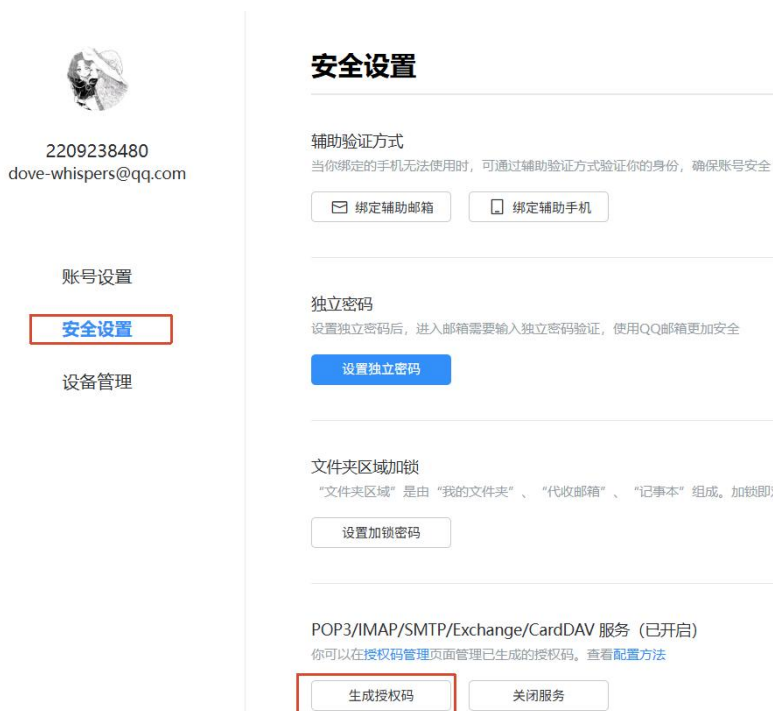 2209238480
dove-whispers@qq.com
账号设置
安全设置
设备管理
安全设置
辅助验证方式
当你绑定的手机无法使用时，可通过辅助验证方式验证你的身份，确保账号安全
绑定辅助邮箱
绑定辅助手机
独立密码
设置独立密码后，进入邮箱需要输入独立密码验证，使用QQ邮箱更加安全
设置独立密码
文件夹区域加锁
“文件夹区域”是由“我的文件夹”、“代收邮箱”、“记事本”组成。加锁即
设置加锁密码
POP3/IMAP/SMTP/Exchange/CardDAV 服务（已开启）
你可以在授权码管理页面管理已生成的授权码。查看配置方法
生成授权码
关闭服务